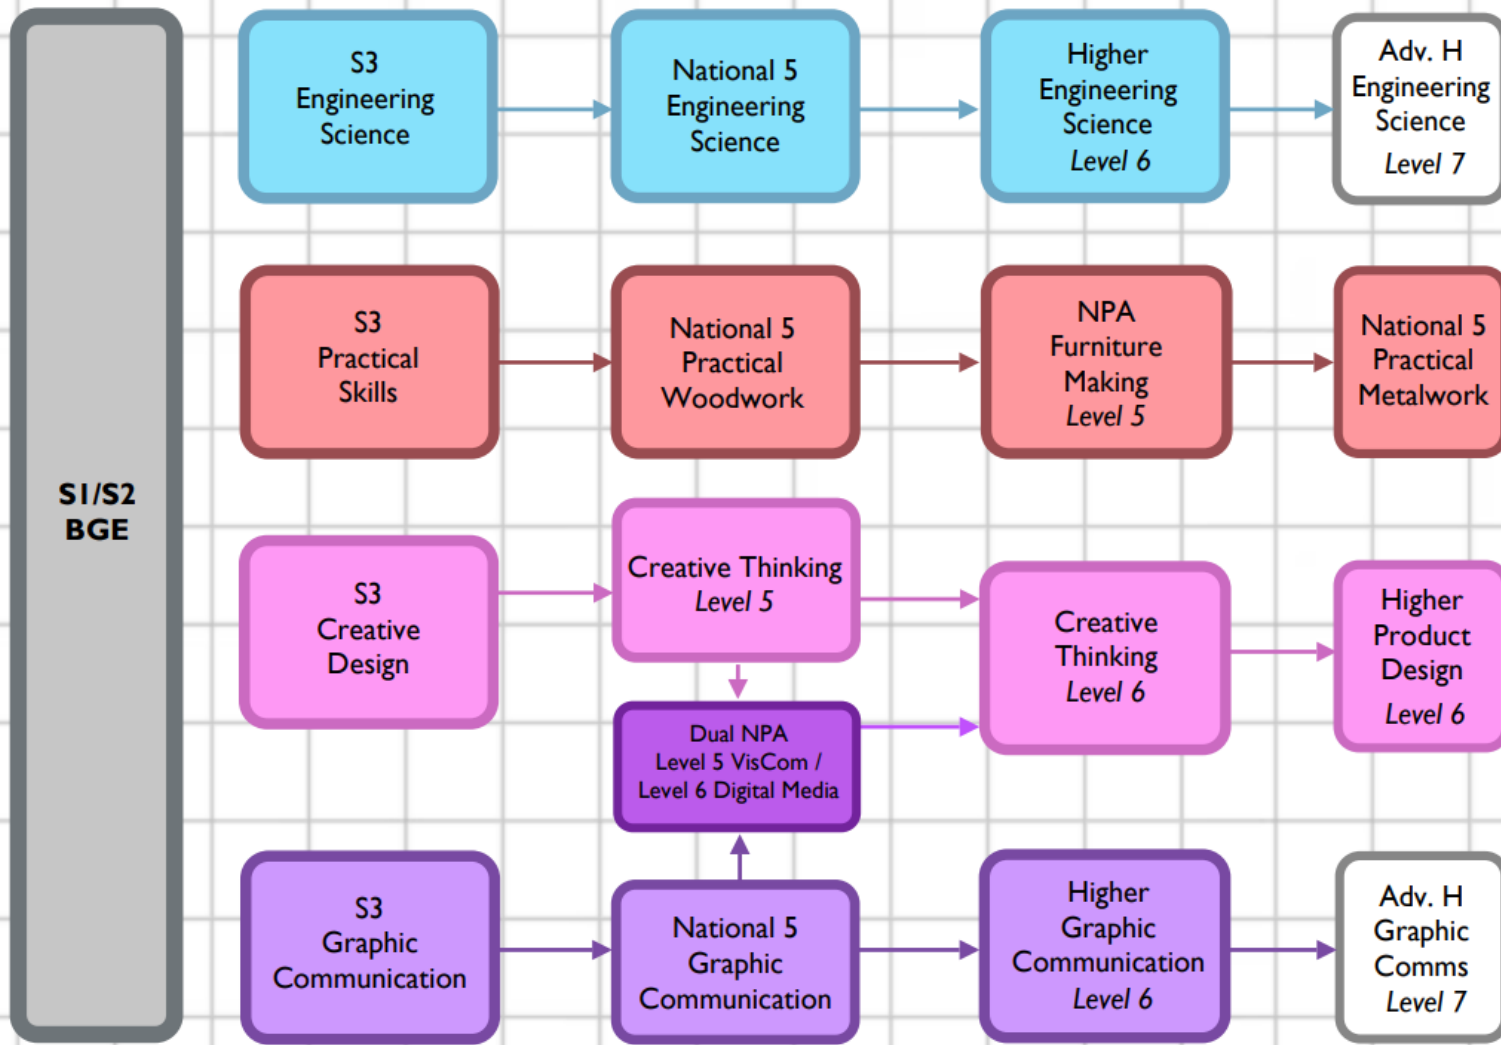 S1/S2
BGE
S3
Engineering
Science
National 5
Engineering
Science
Higher
Engineering
Science
Level 6
Adv. H
Engineering
Science
Level 7
S3
Practical
Skills
National 5
Practical
Woodwork
NPA
Furniture
Making
Level 5
National 5
Practical
Metalwork
S3
Creative
Design
Creative Thinking
Level 5
Creative
Thinking
Level 6
Higher
Product
Design
Level 6
Dual NPA
Level 5 VisCom /
Level 6 Digital Media
S3
Graphic
Communication
National 5
Graphic
Communication
Higher
Graphic
Communication
Level 6
Adv. H
Graphic
Comms
Level 7